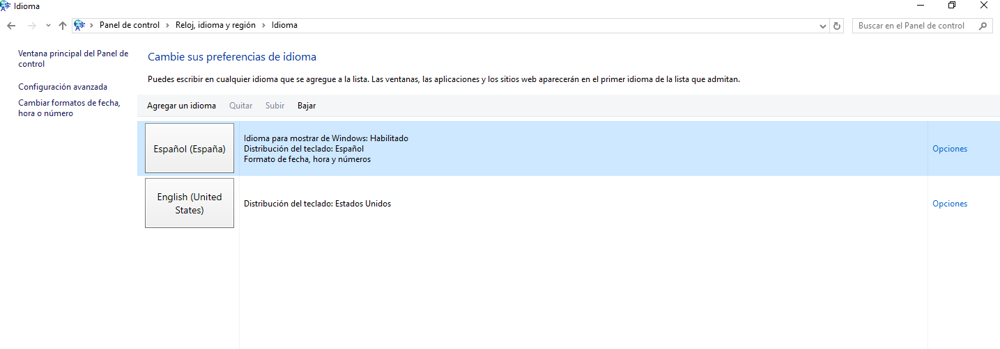 Idioma
Panel de control > Reloj, idioma y región > Idioma
Buscar en el Panel de control
Ventana principal del Panel de
control
Configuración avanzada
Cambiar formatos de fecha,
hora o número
Cambie sus preferencias de idioma
Puedes escribir en cualquier idioma que se agregue a la lista. Las ventanas, las aplicaciones y los sitios web aparecerán en el primer idioma de la lista que admitan.
Agregar un idioma Quitar Subir Bajar
Español (España)
Idioma para mostrar de Windows: Habilitado
Distribución del teclado: Español
Formato de fecha, hora y números
Opciones
English (United
States)
Distribución del teclado: Estados Unidos
Opciones